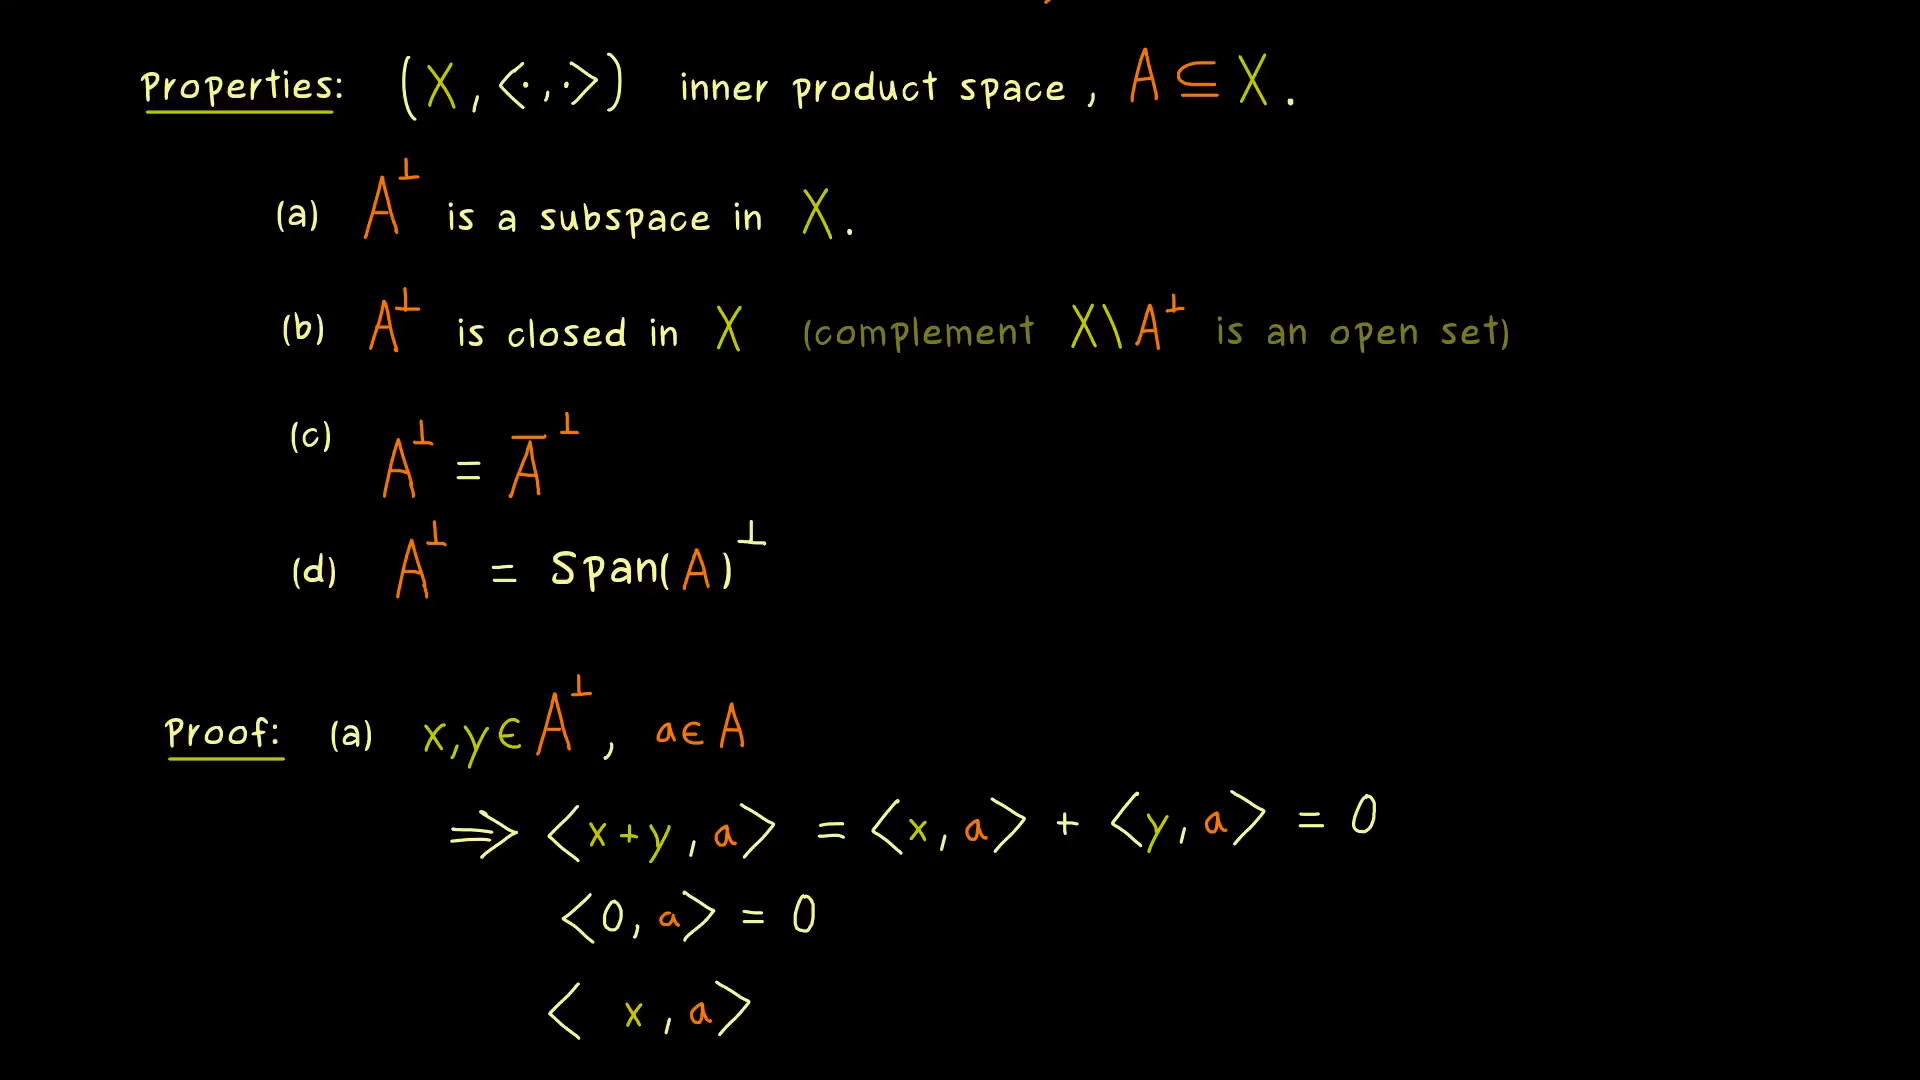 Properties: (X, <·,·>) inner product space, A ⊆ X.
(a) A^⊥ is a subspace in X.
(b) A^⊥ is closed in X (complement X\A^⊥ is an open set)
(c) A^⊥ = A̅^⊥
(d) A^⊥ = Span(A)^⊥
Proof: (a) x,y ∈ A^⊥, a ∈ A
⇒ <x+y, a> = <x, a> + <y, a> = 0
<0, a> = 0
< x, a>